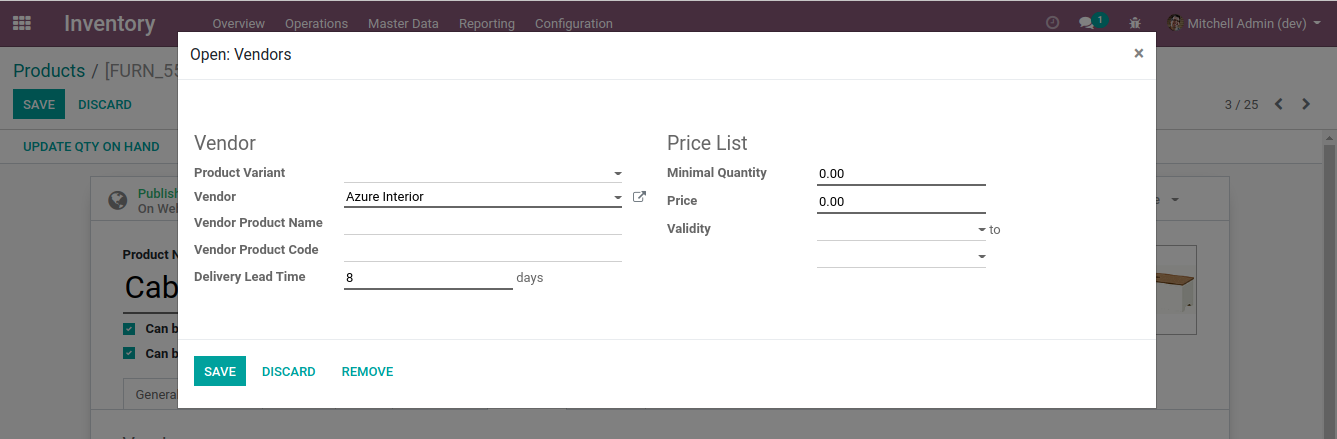 Inventory Overview Operations Master Data Reporting Configuration 1 Mitchell Admin (dev)
Open: Vendors ×
Products / [FURN_55
SAVE DISCARD 3 / 25
UPDATE QTY ON HAND
Vendor Price List
Product Variant Minimal Quantity 0.00
Vendor Azure Interior Price 0.00
Publish
On Web
Vendor Product Name Validity to
Vendor Product Code
Product N
Delivery Lead Time 8 days
Cab
Can b
Can b
SAVE DISCARD REMOVE
General